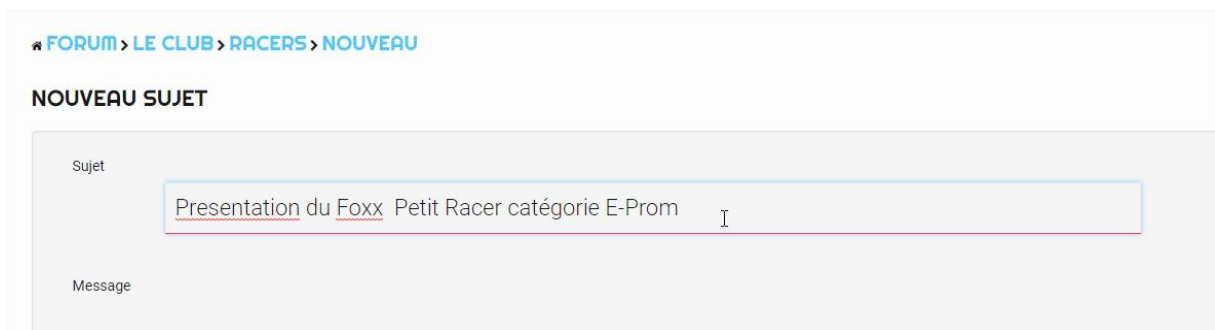 FORUM > LE CLUB > RACERS > NOUVEAU
NOUVEAU SUJET
Sujet
Presentation du Foxx  Petit Racer catégorie E-Prom
Message